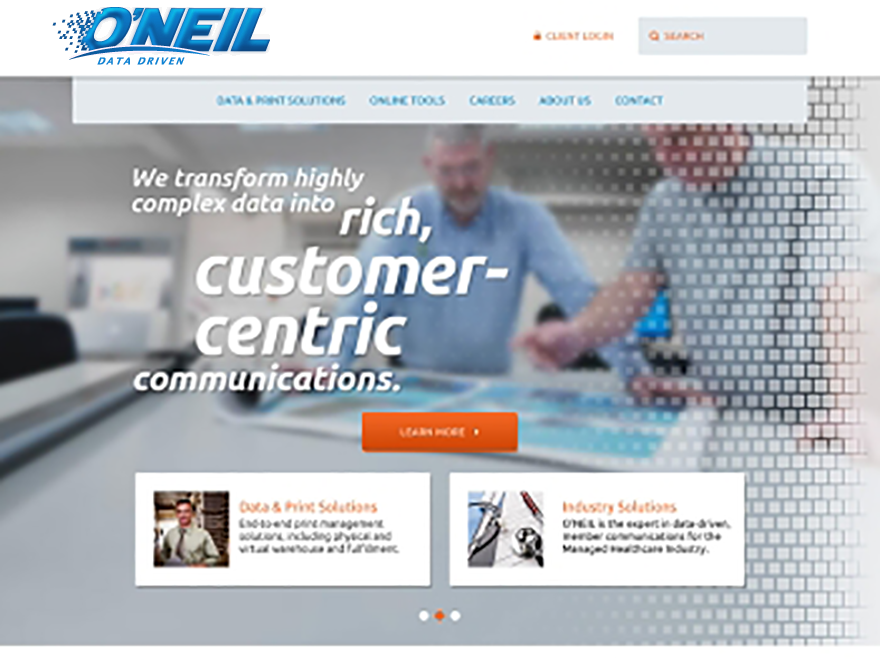 O'NEIL
DATA DRIVEN
CLIENT LOGIN
SEARCH
DATA & PRINT SOLUTIONS
ONLINE TOOLS
CAREERS
ABOUT US
CONTACT
We transform highly
complex data into
rich,
customer-
centric
communications.
LEARN MORE
Data & Print Solutions
End-to-end print management
solutions, including physical and
virtual warehouse and fulfillment.
Industry Solutions
O'NEIL is the expert in data-driven,
member communications for the
Managed Healthcare Industry.